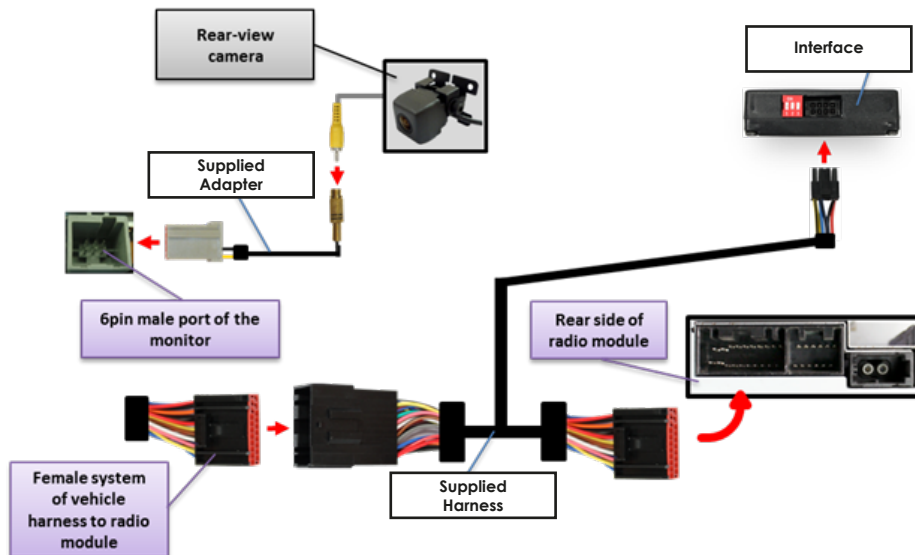 Rear-view
camera
Interface
Supplied
Adapter
6pin male port of the
monitor
Rear side of
radio module
Female system
of vehicle
harness to radio
module
Supplied
Harness